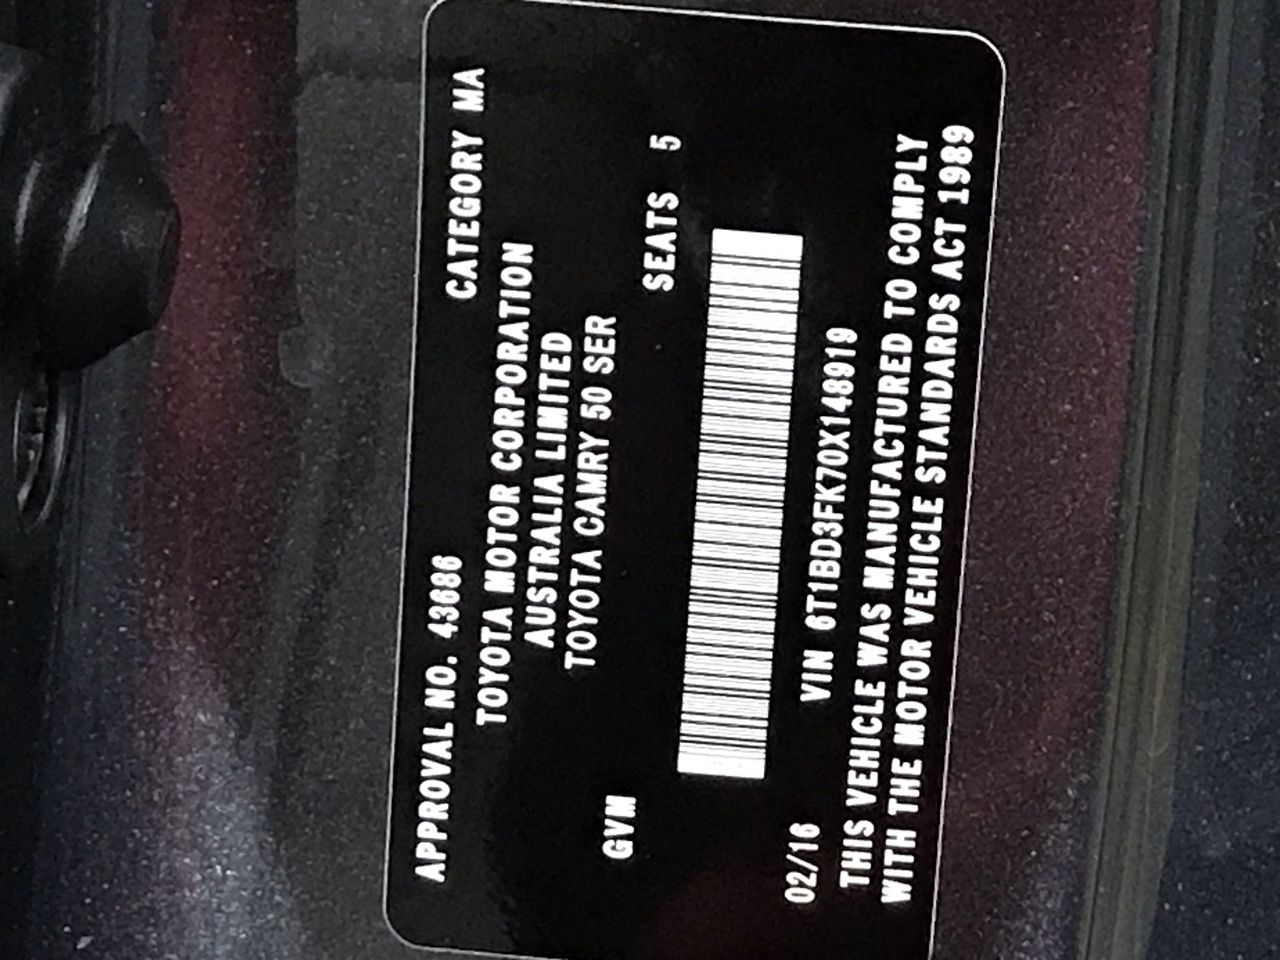 APPROVAL NO. 43686 CATEGORY MA
TOYOTA MOTOR CORPORATION
AUSTRALIA LIMITED
TOYOTA CAMRY 50 SER
GVM SEATS 5
02/16 VIN 6T1BD3FK70X148919
THIS VEHICLE WAS MANUFACTURED TO COMPLY
WITH THE MOTOR VEHICLE STANDARDS ACT 1989